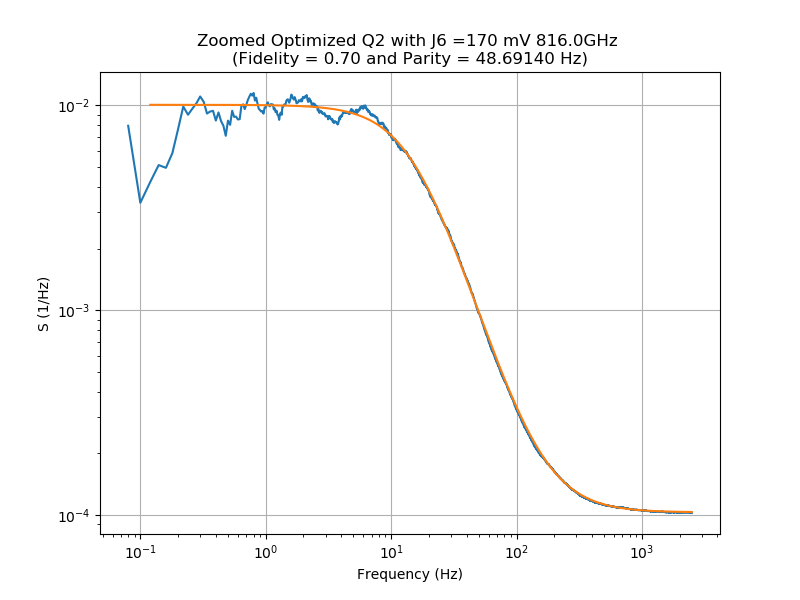 Zoomed Optimized Q2 with J6 =170 mV 816.0GHz
(Fidelity = 0.70 and Parity = 48.69140 Hz)
S (1/Hz)
10⁻²
10⁻³
10⁻⁴
10⁻¹ 10⁰ 10¹ 10² 10³
Frequency (Hz)